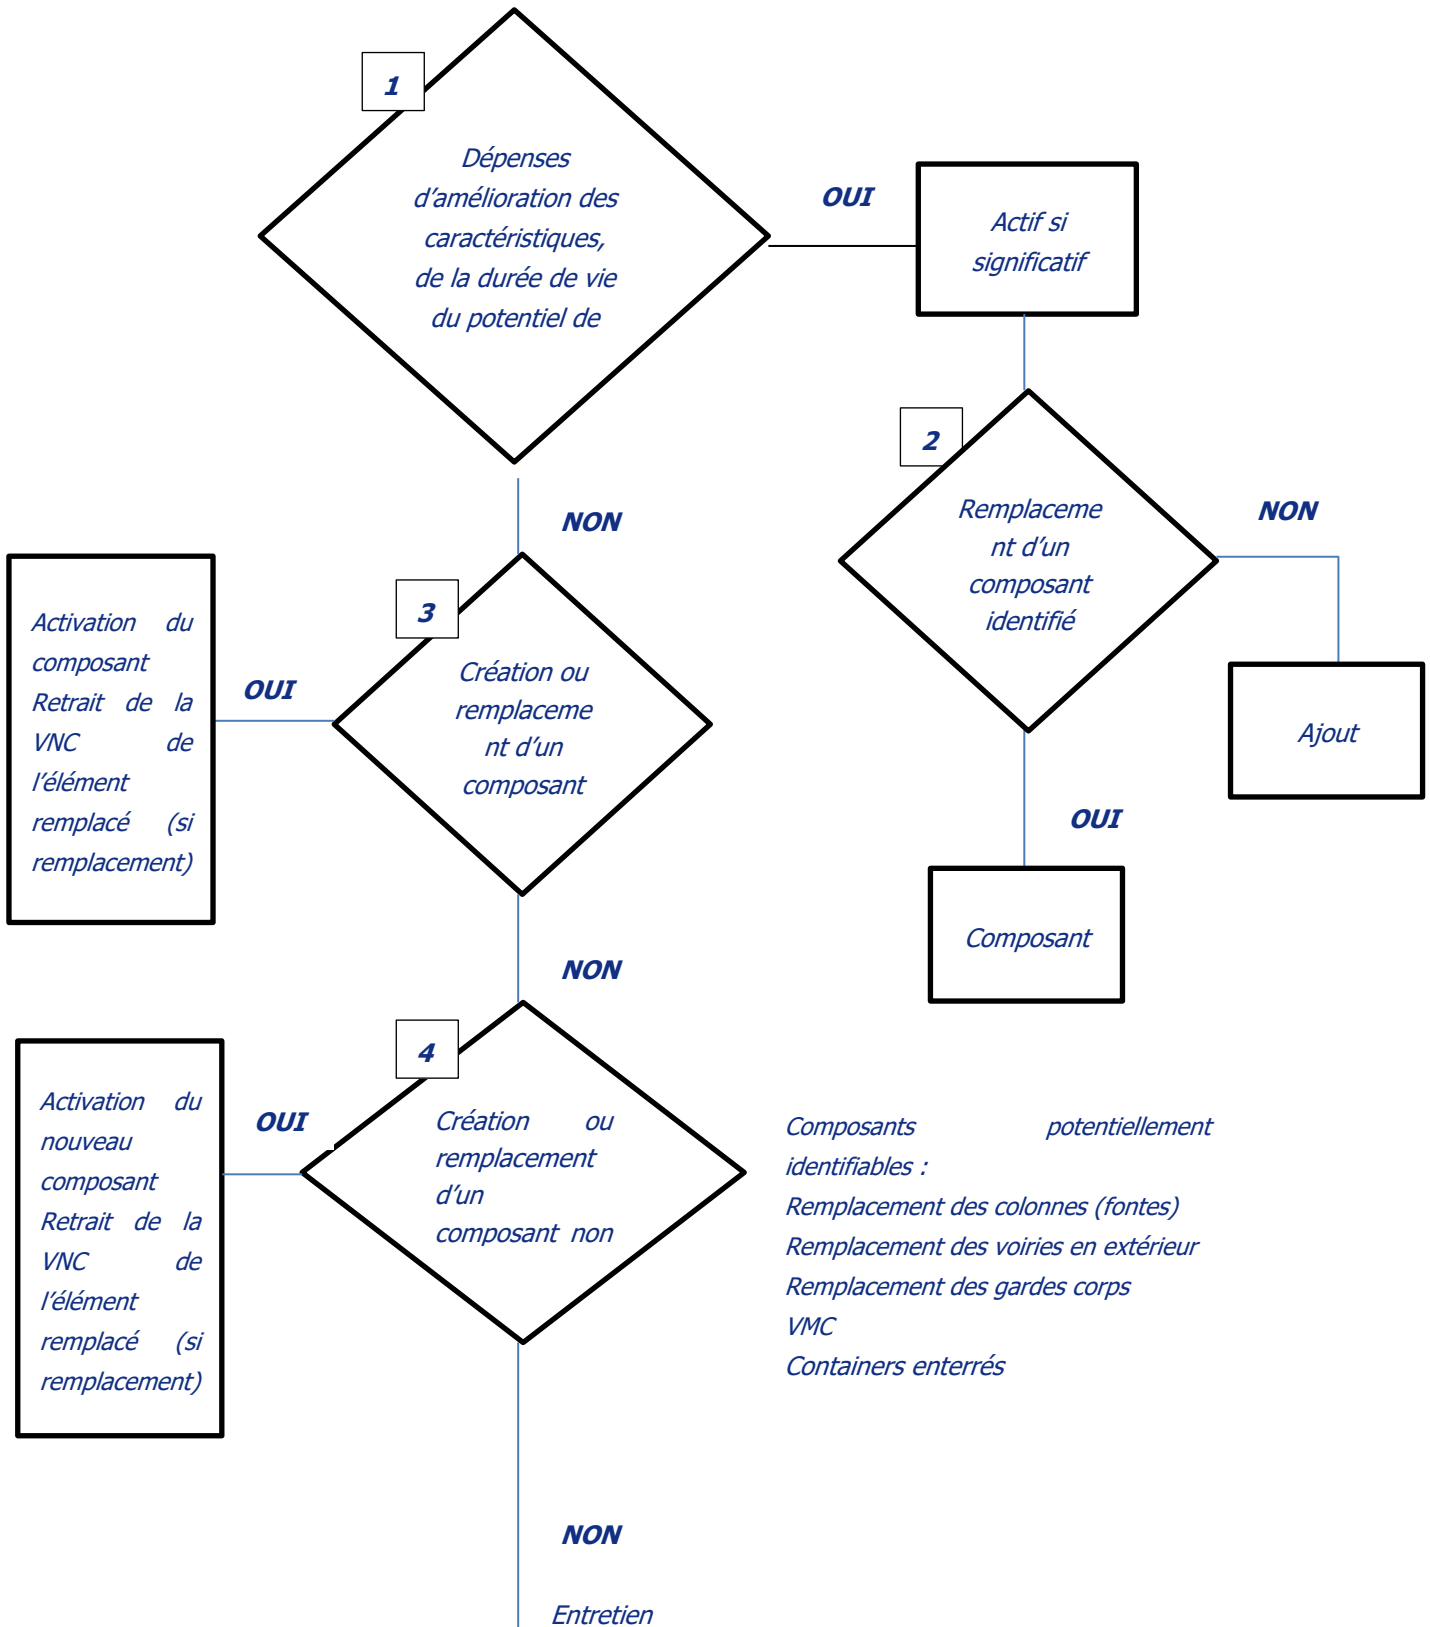 1
Dépenses
d’amélioration des
caractéristiques,
de la durée de vie
du potentiel de
OUI
Actif si
significatif
2
Remplaceme
nt d’un
composant
identifié
NON
Ajout
OUI
Composant
NON
3
Création ou
remplaceme
nt d’un
composant
OUI
Activation du
composant
Retrait de la
VNC de
l’élément
remplacé (si
remplacement)
NON
4
Création ou
remplacement
d’un
composant non
OUI
Activation du
nouveau
composant
Retrait de la
VNC de
l’élément
remplacé (si
remplacement)
Composants potentiellement
identifiables :
Remplacement des colonnes (fontes)
Remplacement des voiries en extérieur
Remplacement des gardes corps
VMC
Containers enterrés
NON
Entretien